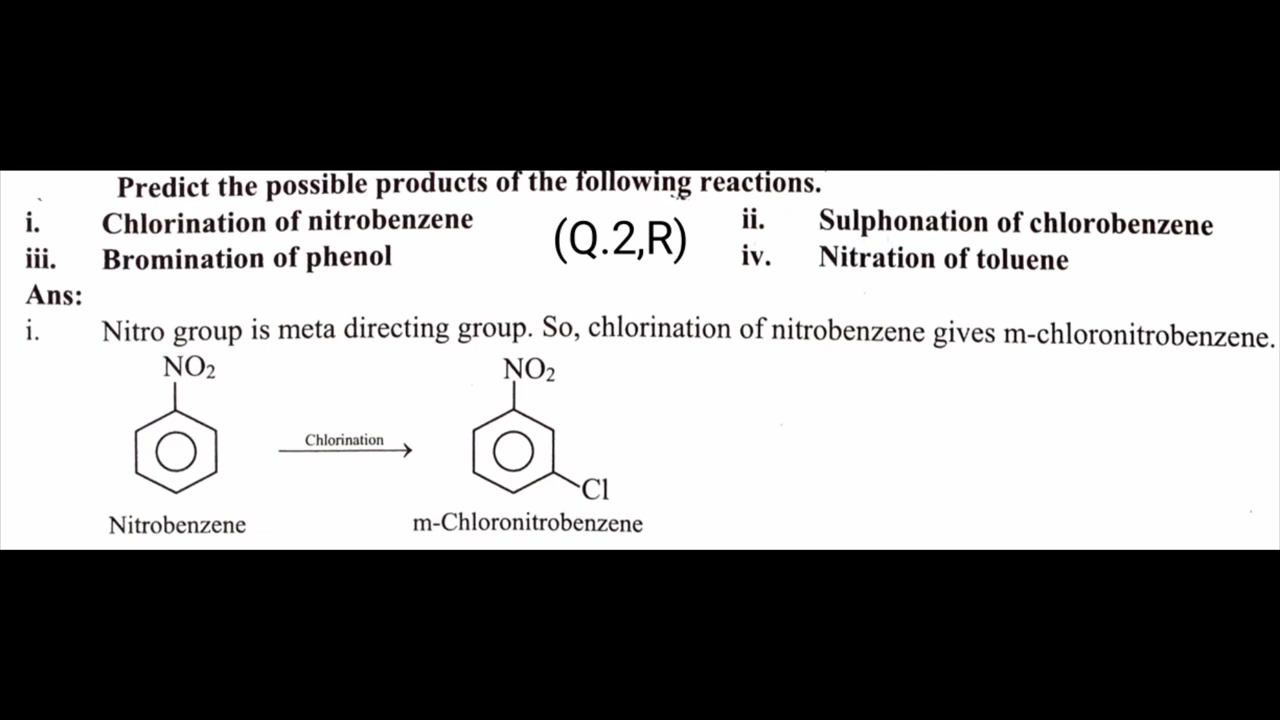 Predict the possible products of the following reactions.
i. Chlorination of nitrobenzene (Q.2,R) ii. Sulphonation of chlorobenzene
iii. Bromination of phenol iv. Nitration of toluene
Ans:
i. Nitro group is meta directing group. So, chlorination of nitrobenzene gives m-chloronitrobenzene.
NO₂ NO₂
Chlorination
Cl
Nitrobenzene m-Chloronitrobenzene